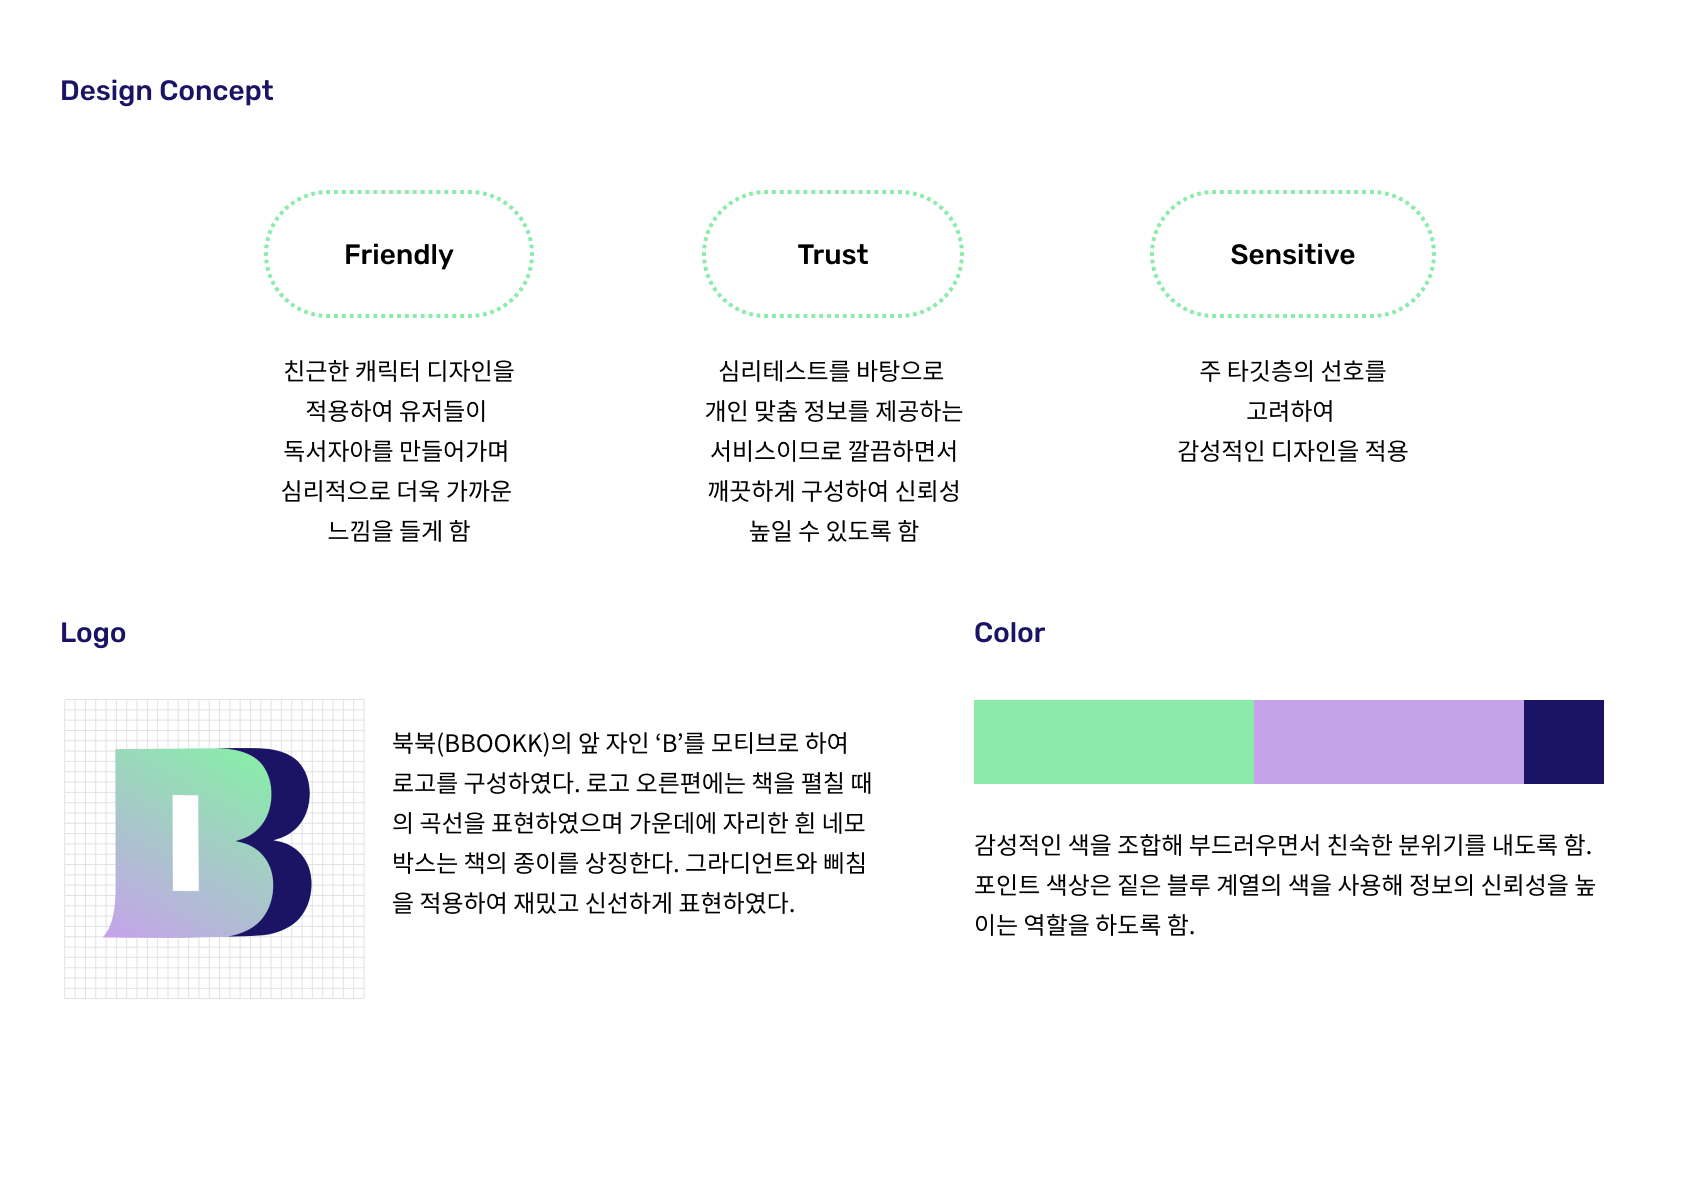 Design Concept
Friendly
친근한 캐릭터 디자인을
적용하여 유저들이
독서자아를 만들어가며
심리적으로 더욱 가까운
느낌을 들게 함
Trust
심리테스트를 바탕으로
개인 맞춤 정보를 제공하는
서비스이므로 깔끔하면서
깨끗하게 구성하여 신뢰성
높일 수 있도록 함
Sensitive
주 타깃층의 선호를
고려하여
감성적인 디자인을 적용
Logo
B
북북(BBOOKK)의 앞 자인 ‘B’를 모티브로 하여
로고를 구성하였다. 로고 오른편에는 책을 펼칠 때
의 곡선을 표현하였으며 가운데에 자리한 흰 네모
박스는 책의 종이를 상징한다. 그라디언트와 삐침
을 적용하여 재밌고 신선하게 표현하였다.
Color
감성적인 색을 조합해 부드러우면서 친숙한 분위기를 내도록 함.
포인트 색상은 짙은 블루 계열의 색을 사용해 정보의 신뢰성을 높
이는 역할을 하도록 함.